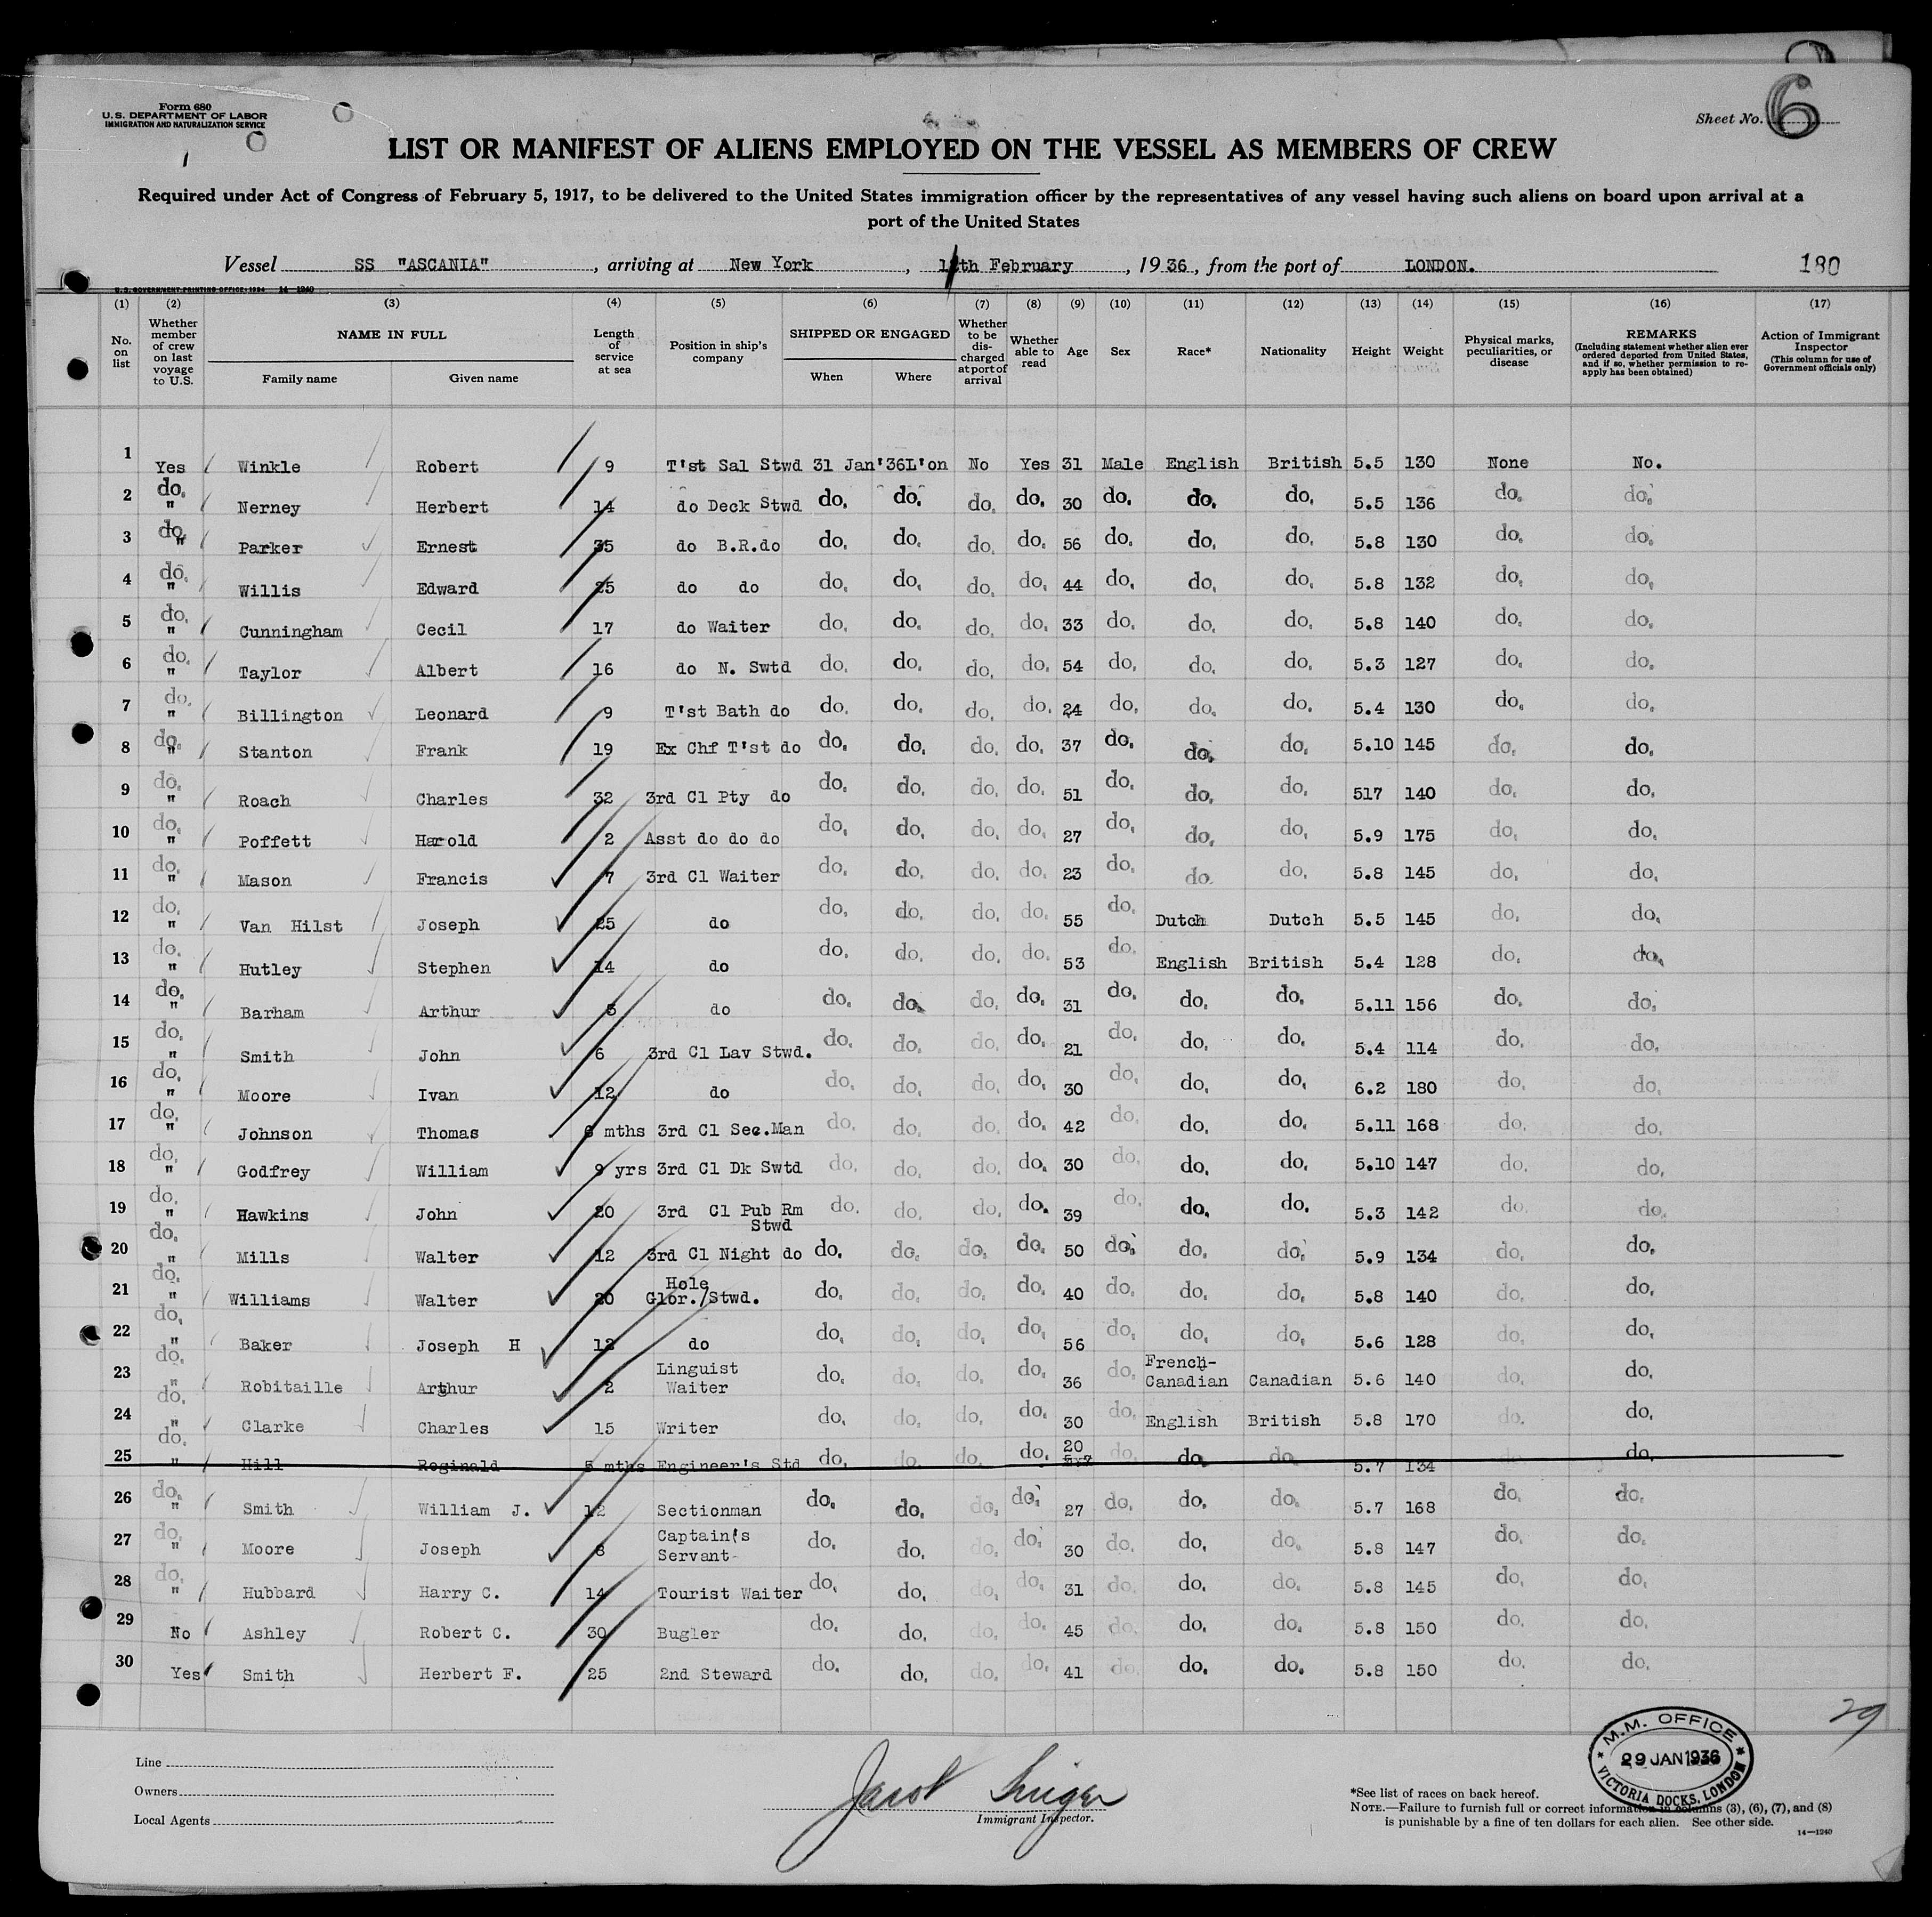 Form 680
U.S. DEPARTMENT OF LABOR
IMMIGRATION AND NATURALIZATION SERVICE
Sheet No. 6
LIST OR MANIFEST OF ALIENS EMPLOYED ON THE VESSEL AS MEMBERS OF CREW
Required under Act of Congress of February 5, 1917, to be delivered to the United States immigration officer by the representatives of any vessel having such aliens on board upon arrival at a
port of the United States
Vessel SS "ASCANIA", arriving at New York, th February, 1936, from the port of LONDON. 180
U.S. GOVERNMENT PRINTING OFFICE: 1934 14-1240
(1) (2) (3) (4) (5) (6) (7) (8) (9) (10) (11) (12) (13) (14) (15) (16) (17)
No. on list
Whether member of crew on last voyage to U.S.
NAME IN FULL
Family name Given name
Length of service at sea
Position in ship's company
SHIPPED OR ENGAGED
When Where
Whether to be discharged at port of arrival
Whether able to read
Age
Sex
Race*
Nationality
Height
Weight
Physical marks, peculiarities, or disease
REMARKS
(Including statement whether alien ever ordered deported from United States, and if so, whether permission to reapply has been obtained)
Action of Immigrant Inspector
(This column for use of Government officials only)
1 Yes Winkle Robert 9 T'st Sal Stwd 31 Jan'36 L'on No Yes 31 Male English British 5.5 130 None No.
2 do. " Nerney Herbert 14 do Deck Stwd do. do. do. do. 30 do. do. do. 5.5 136 do. do.
3 do. " Parker Ernest 35 do B.R.do do. do. do. do. 56 do. do. do. 5.8 130 do. do.
4 do. " Willis Edward 25 do do do. do. do. do. 44 do. do. do. 5.8 132 do. do.
5 do. " Cunningham Cecil 17 do Waiter do. do. do. do. 33 do. do. do. 5.8 140 do. do.
6 do. " Taylor Albert 16 do N. Swtd do. do. do. do. 54 do. do. do. 5.3 127 do. do.
7 do. " Billington Leonard 9 T'st Bath do do. do. do. do. 24 do. do. do. 5.4 130 do. do.
8 do. " Stanton Frank 19 Ex Chf T'st do do. do. do. do. 37 do. do. do. 5.10 145 do. do.
9 do. " Roach Charles 32 3rd Cl Pty do do. do. do. do. 51 do. do. do. 517 140 do. do.
10 do. " Poffett Harold 2 Asst do do do do. do. do. do. 27 do. do. do. 5.9 175 do. do.
11 do. " Mason Francis 7 3rd Cl Waiter do. do. do. do. 23 do. do. do. 5.8 145 do. do.
12 do. " Van Hilst Joseph 25 do do. do. do. do. 55 do. Dutch Dutch 5.5 145 do. do.
13 do. " Hutley Stephen 14 do do. do. do. do. 53 do. English British 5.4 128 do. do.
14 do. " Barham Arthur 5 do do. do. do. do. 31 do. do. do. 5.11 156 do. do.
15 do. " Smith John 6 3rd Cl Lav Stwd. do. do. do. do. 21 do. do. do. 5.4 114 do. do.
16 do. " Moore Ivan 12 do do. do. do. do. 30 do. do. do. 6.2 180 do. do.
17 do. " Johnson Thomas 6 mths 3rd Cl Sec.Man do. do. do. do. 42 do. do. do. 5.11 168 do. do.
18 do. " Godfrey William 9 yrs 3rd Cl Dk Swtd do. do. do. do. 30 do. do. do. 5.10 147 do. do.
19 do. " Hawkins John 20 3rd Cl Pub Rm Stwd do. do. do. do. 39 do. do. do. 5.3 142 do. do.
20 do. " Mills Walter 12 3rd Cl Night do do. do. do. do. 50 do. do. do. 5.9 134 do. do.
21 do. " Williams Walter 20 Glor./Hole Stwd. do. do. do. do. 40 do. do. do. 5.8 140 do. do.
22 do. " Baker Joseph H 12 do do. do. do. do. 56 do. do. do. 5.6 128 do. do.
23 do. " Robitaille Arthur 2 Linguist Waiter do. do. do. do. 36 do. French-Canadian Canadian 5.6 140 do. do.
24 do. " Clarke Charles 15 Writer do. do. do. do. 30 do. English British 5.8 170 do. do.
25 do. " Hill Reginald 5 mths Engineer's Std do. do. do. do. 20 do. do. do. 5.7 134 do. do.
26 do. " Smith William J. 12 Sectionman do. do. do. do. 27 do. do. do. 5.7 168 do. do.
27 do. " Moore Joseph 8 Captain's Servant do. do. do. do. 30 do. do. do. 5.8 147 do. do.
28 do. " Hubbard Harry C. 14 Tourist Waiter do. do. do. do. 31 do. do. do. 5.8 145 do. do.
29 No Ashley Robert C. 30 Bugler do. do. do. do. 45 do. do. do. 5.8 150 do. do.
30 Yes Smith Herbert F. 25 2nd Steward do. do. do. do. 41 do. do. do. 5.8 150 do. do.
29
M.M. OFFICE
29 JAN 1936
VICTORIA DOCKS, LONDON
Line
Owners
Local Agents
Immigrant Inspector.
*See list of races on back hereof.
NOTE.—Failure to furnish full or correct information in columns (3), (6), (7), and (8)
is punishable by a fine of ten dollars for each alien. See other side.
14—1240